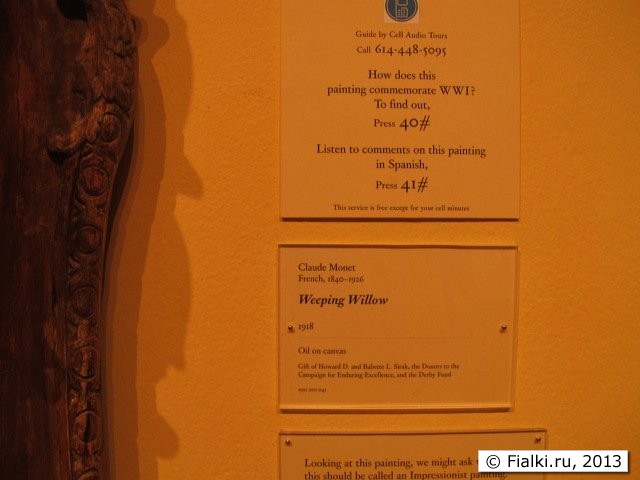 Guide by Cell Audio Tours
Call 614-448-5095
How does this
painting commemorate WWI?
To find out,
Press 40#
Listen to comments on this painting
in Spanish,
Press 41#
This service is free except for your cell minutes
Claude Monet
French, 1840–1926
Weeping Willow
1918
Oil on canvas
Gift of Howard D. and Babette L. Sirak, the Donors to the
Campaign for Enduring Excellence, and the Derby Fund
Looking at this painting, we might ask
this should be called an Impressionist painting.
© Fialki.ru, 2013